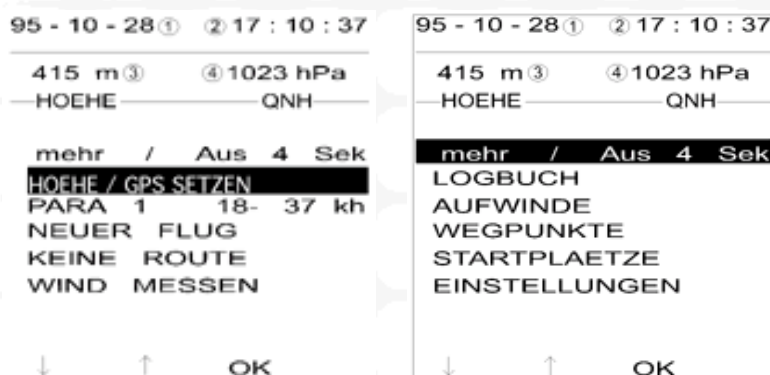 95 - 10 - 28① ②17 : 10 : 37
415 m③ ④1023 hPa
HOEHE QNH
mehr / Aus 4 Sek
HOEHE / GPS SETZEN
PARA 1 18- 37 kh
NEUER FLUG
KEINE ROUTE
WIND MESSEN
↓ ↑ OK
95 - 10 - 28① ②17 : 10 : 37
415 m③ ④1023 hPa
HOEHE QNH
mehr / Aus 4 Sek
LOGBUCH
AUFWINDE
WEGPUNKTE
STARTPLAETZE
EINSTELLUNGEN
↓ ↑ OK